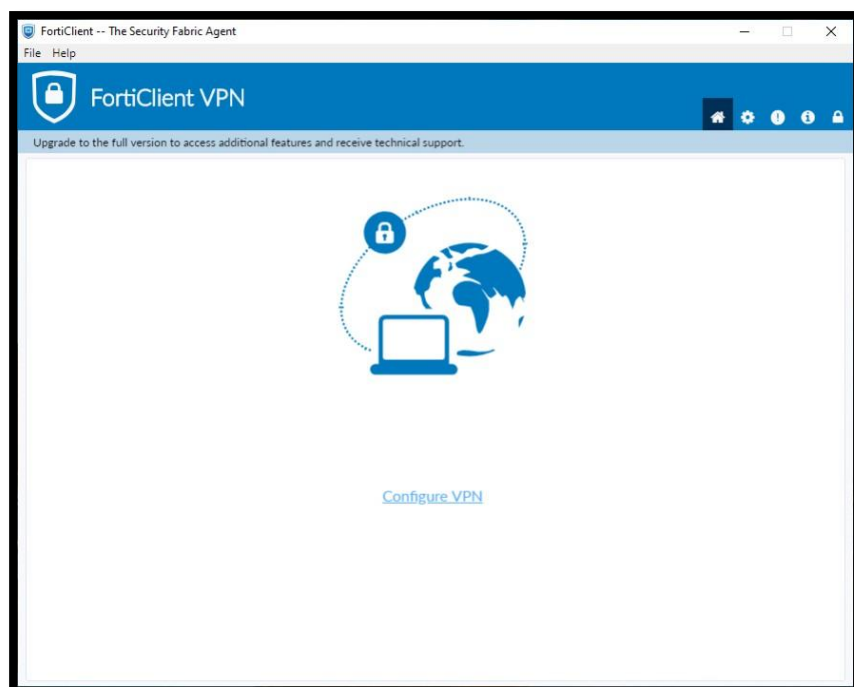 FortiClient -- The Security Fabric Agent
File Help
FortiClient VPN
Upgrade to the full version to access additional features and receive technical support.
Configure VPN